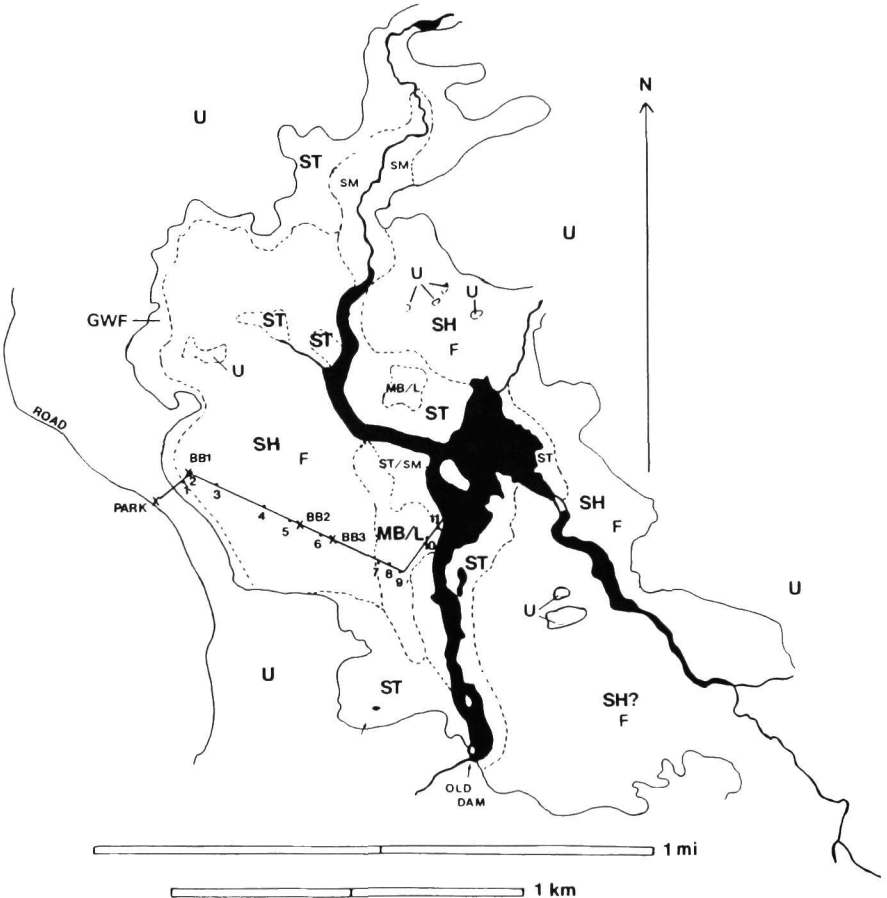 N
U
ST
SM
SM
U
U
U
SH
F
GWF
ST
ST
U
MB/L
ST
ROAD
SH
F
BB1
ST/SM
ST
PARK
2
1
3
4
5
BB2
6
BB3
MB/L
11
10
7
8
9
ST
SH
F
U
U
U
ST
SH?
F
OLD
DAM
1 mi
1 km